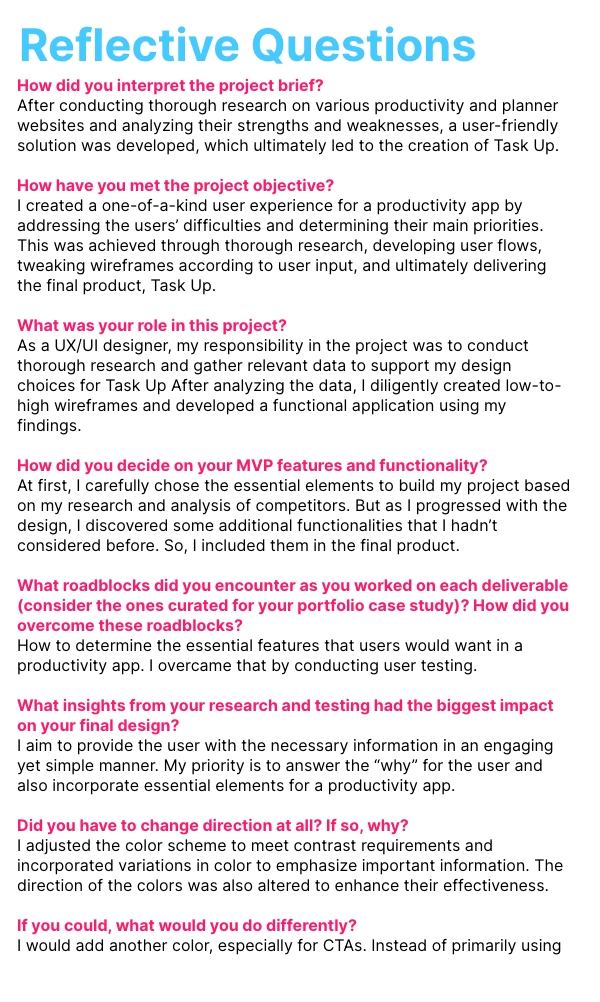 Reflective Questions
How did you interpret the project brief?
After conducting thorough research on various productivity and planner
websites and analyzing their strengths and weaknesses, a user-friendly
solution was developed, which ultimately led to the creation of Task Up.
How have you met the project objective?
I created a one-of-a-kind user experience for a productivity app by
addressing the users’ difficulties and determining their main priorities.
This was achieved through thorough research, developing user flows,
tweaking wireframes according to user input, and ultimately delivering
the final product, Task Up.
What was your role in this project?
As a UX/UI designer, my responsibility in the project was to conduct
thorough research and gather relevant data to support my design
choices for Task Up After analyzing the data, I diligently created low-to-
high wireframes and developed a functional application using my
findings.
How did you decide on your MVP features and functionality?
At first, I carefully chose the essential elements to build my project based
on my research and analysis of competitors. But as I progressed with the
design, I discovered some additional functionalities that I hadn’t
considered before. So, I included them in the final product.
What roadblocks did you encounter as you worked on each deliverable
(consider the ones curated for your portfolio case study)? How did you
overcome these roadblocks?
How to determine the essential features that users would want in a
productivity app. I overcame that by conducting user testing.
What insights from your research and testing had the biggest impact
on your final design?
I aim to provide the user with the necessary information in an engaging
yet simple manner. My priority is to answer the “why” for the user and
also incorporate essential elements for a productivity app.
Did you have to change direction at all? If so, why?
I adjusted the color scheme to meet contrast requirements and
incorporated variations in color to emphasize important information. The
direction of the colors was also altered to enhance their effectiveness.
If you could, what would you do differently?
I would add another color, especially for CTAs. Instead of primarily using